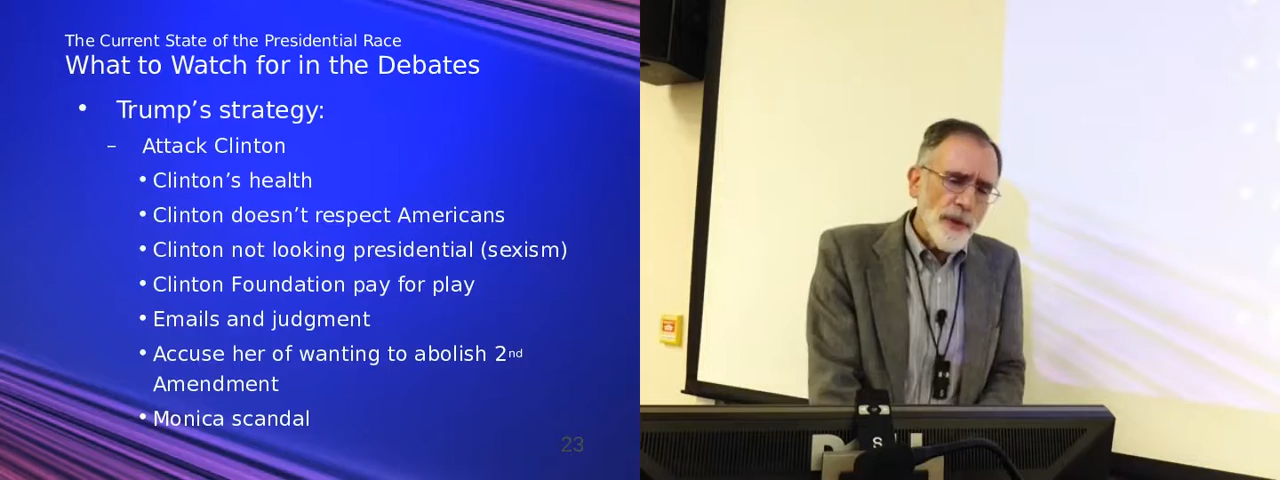 The Current State of the Presidential Race
What to Watch for in the Debates
• Trump’s strategy:
– Attack Clinton
• Clinton’s health
• Clinton doesn’t respect Americans
• Clinton not looking presidential (sexism)
• Clinton Foundation pay for play
• Emails and judgment
• Accuse her of wanting to abolish 2nd
Amendment
• Monica scandal
23